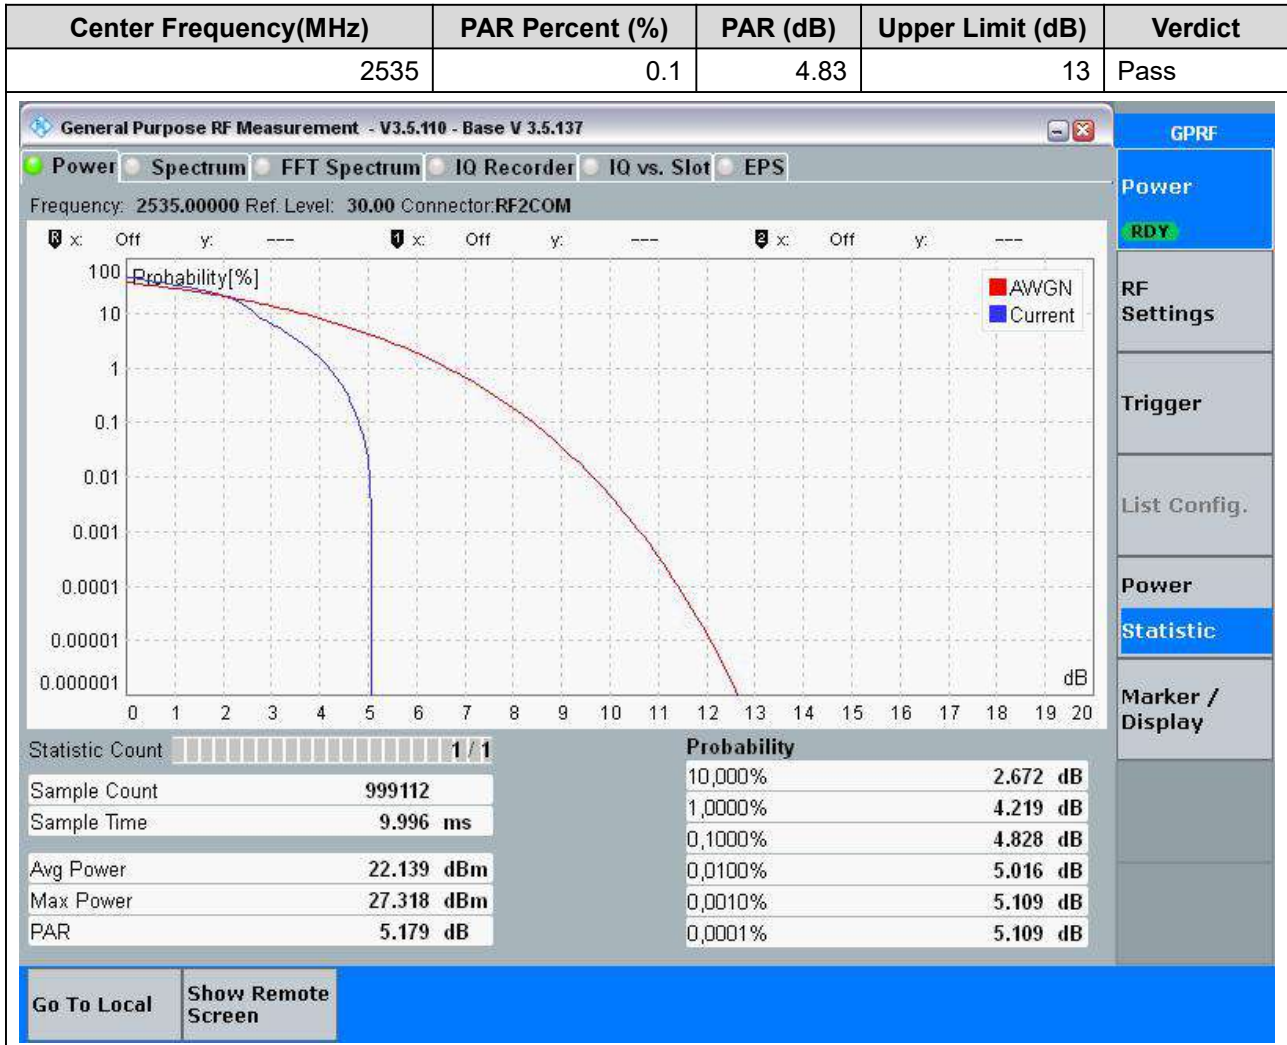 Center Frequency(MHz) PAR Percent (%) PAR (dB) Upper Limit (dB) Verdict
2535 0.1 4.83 13 Pass
General Purpose RF Measurement - V3.5.110 - Base V 3.5.137
GPRF
Power Spectrum FFT Spectrum IQ Recorder IQ vs. Slot EPS
Frequency: 2535.00000 Ref. Level: 30.00 Connector:RF2COM
Power
RDY
R x: Off y: --- 1 x: Off y: --- 2 x: Off y: ---
100 Probability[%]
AWGN
Current
RF
Settings
10
1
0.1
0.01
0.001
0.0001
0.00001
0.000001
dB
0 1 2 3 4 5 6 7 8 9 10 11 12 13 14 15 16 17 18 19 20
Trigger
List Config.
Power
Statistic
Marker /
Display
Statistic Count 1 / 1
Sample Count 999112
Sample Time 9.996 ms
Avg Power 22.139 dBm
Max Power 27.318 dBm
PAR 5.179 dB
Probability
10,000% 2.672 dB
1,0000% 4.219 dB
0,1000% 4.828 dB
0,0100% 5.016 dB
0,0010% 5.109 dB
0,0001% 5.109 dB
Go To Local
Show Remote
Screen